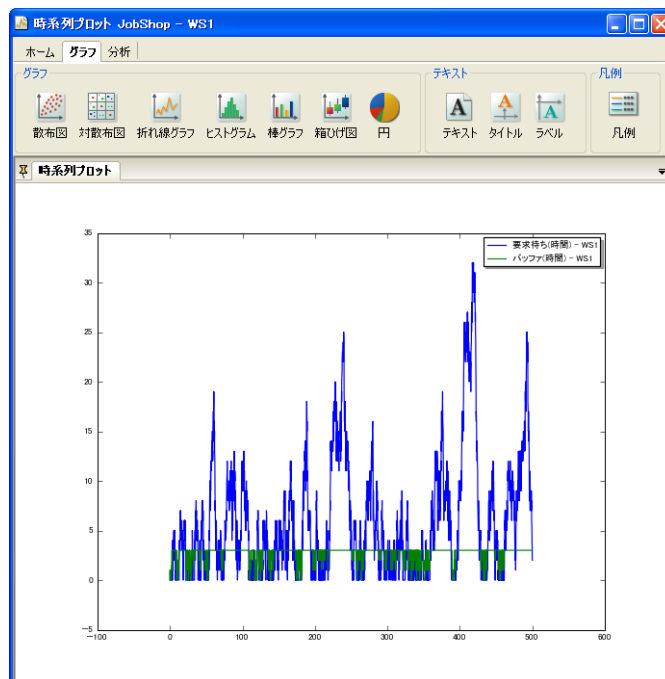 時系列プロット JobShop - WS1
ホーム グラフ 分析
グラフ テキスト 凡例
散布図 対散布図 折れ線グラフ ヒストグラム 棒グラフ 箱ひげ図 円 テキスト タイトル ラベル 凡例
時系列プロット
要求待ち(時間) - WS1
バッファ(時間) - WS1
35
30
25
20
15
10
5
0
-5
-100 0 100 200 300 400 500 600